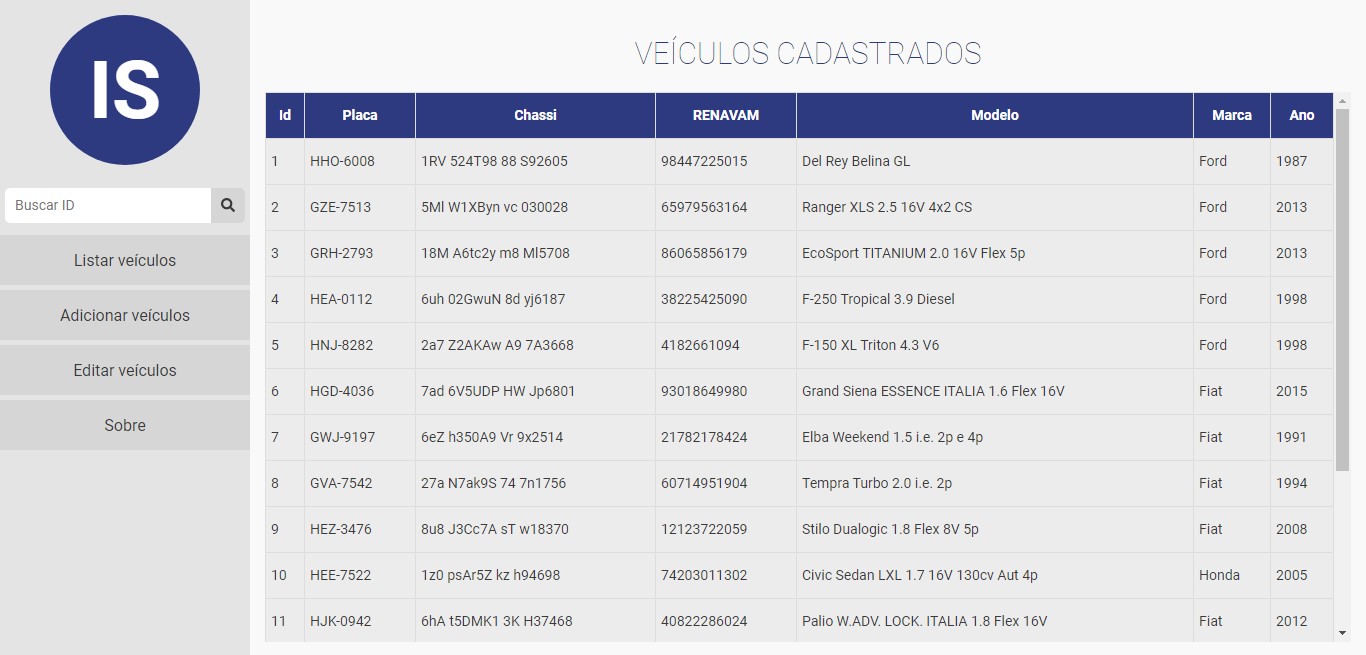 IS
Buscar ID
Listar veículos
Adicionar veículos
Editar veículos
Sobre
VEÍCULOS CADASTRADOS
Id Placa Chassi RENAVAM Modelo Marca Ano
1 HHO-6008 1RV 524T98 88 S92605 98447225015 Del Rey Belina GL Ford 1987
2 GZE-7513 5Ml W1XByn vc 030028 65979563164 Ranger XLS 2.5 16V 4x2 CS Ford 2013
3 GRH-2793 18M A6tc2y m8 Ml5708 86065856179 EcoSport TITANIUM 2.0 16V Flex 5p Ford 2013
4 HEA-0112 6uh 02GwuN 8d yj6187 38225425090 F-250 Tropical 3.9 Diesel Ford 1998
5 HNJ-8282 2a7 Z2AKAw A9 7A3668 4182661094 F-150 XL Triton 4.3 V6 Ford 1998
6 HGD-4036 7ad 6V5UDP HW Jp6801 93018649980 Grand Siena ESSENCE ITALIA 1.6 Flex 16V Fiat 2015
7 GWJ-9197 6eZ h350A9 Vr 9x2514 21782178424 Elba Weekend 1.5 i.e. 2p e 4p Fiat 1991
8 GVA-7542 27a N7ak9S 74 7n1756 60714951904 Tempra Turbo 2.0 i.e. 2p Fiat 1994
9 HEZ-3476 8u8 J3Cc7A sT w18370 12123722059 Stilo Dualogic 1.8 Flex 8V 5p Fiat 2008
10 HEE-7522 1z0 psAr5Z kz h94698 74203011302 Civic Sedan LXL 1.7 16V 130cv Aut 4p Honda 2005
11 HJK-0942 6hA t5DMK1 3K H37468 40822286024 Palio W.ADV. LOCK. ITALIA 1.8 Flex 16V Fiat 2012